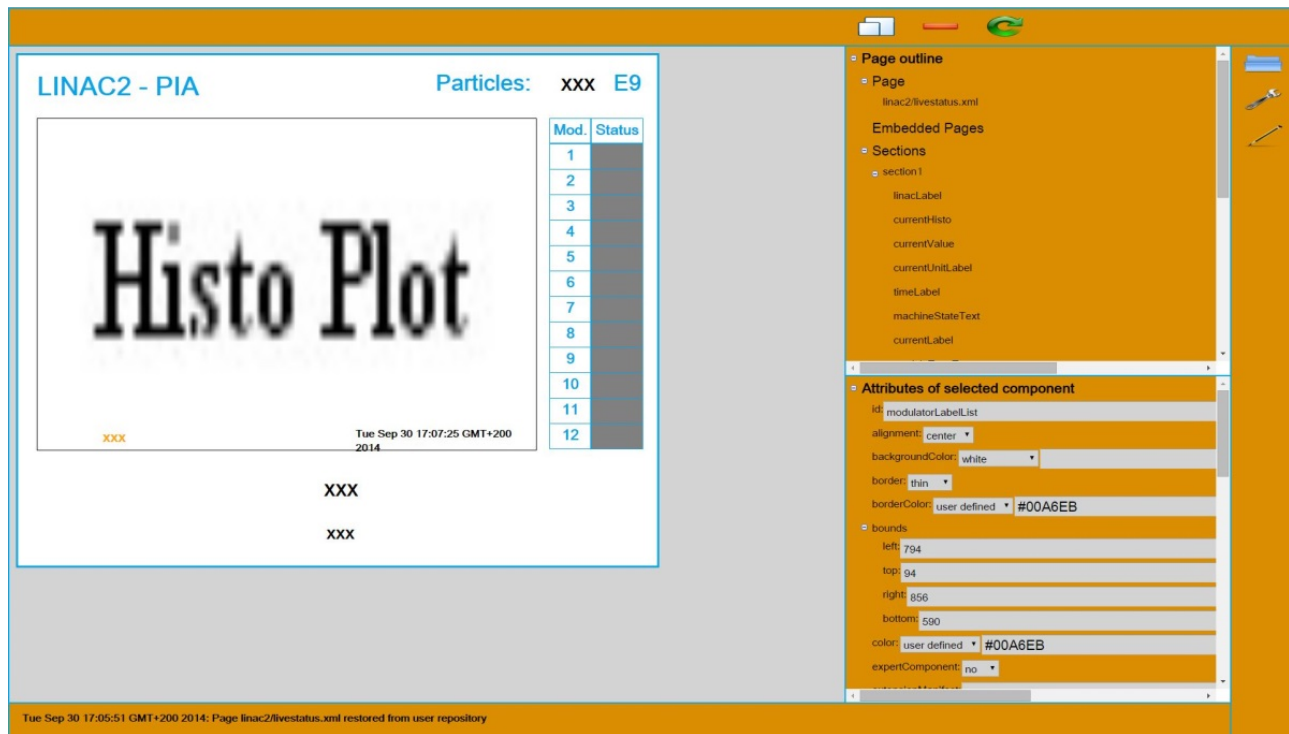 LINAC2 - PIA
Particles: xxx E9
Mod. Status
1
2
3
4
5
6
7
8
9
10
11
12
Histo Plot
xxx
Tue Sep 30 17:07:25 GMT+200
2014
xxx
xxx
Page outline
Page
linac2/livestatus.xml
Embedded Pages
Sections
section1
linacLabel
currentHisto
currentValue
currentUnitLabel
timeLabel
machineStateText
currentLabel
Attributes of selected component
id: modulatorLabelList
alignment: center
backgroundColor: white
border: thin
borderColor: user defined #00A6EB
bounds
left: 794
top: 94
right: 856
bottom: 590
color: user defined #00A6EB
expertComponent: no
Tue Sep 30 17:05:51 GMT+200 2014: Page linac2/livestatus.xml restored from user repository